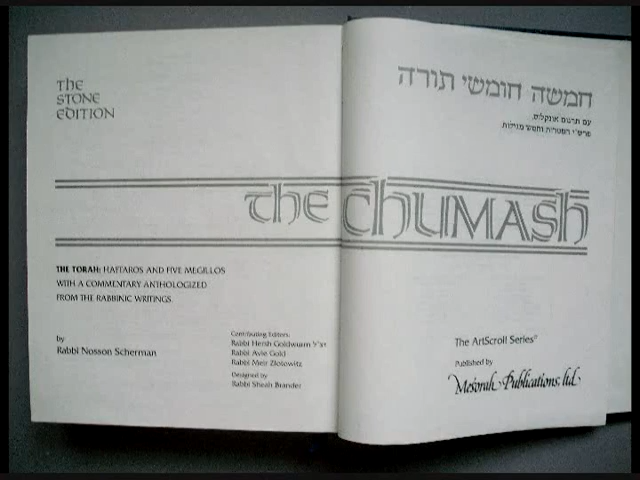 The
STONE
EDITION
חמשה חומשי תורה
עם תרגום אונקלוס,
פרש״י הפטרות וחמש מגילות
the Chumash
THE TORAH: HAFTAROS AND FIVE MEGILLOS
WITH A COMMENTARY ANTHOLOGIZED
FROM THE RABBINIC WRITINGS.
by
Rabbi Nosson Scherman
Contributing Editors:
Rabbi Hersh Goldwurm זצ״ל
Rabbi Avie Gold
Rabbi Meir Zlotowitz
Designed by
Rabbi Sheah Brander
The ArtScroll Series®
Published by
Mesorah Publications, ltd.